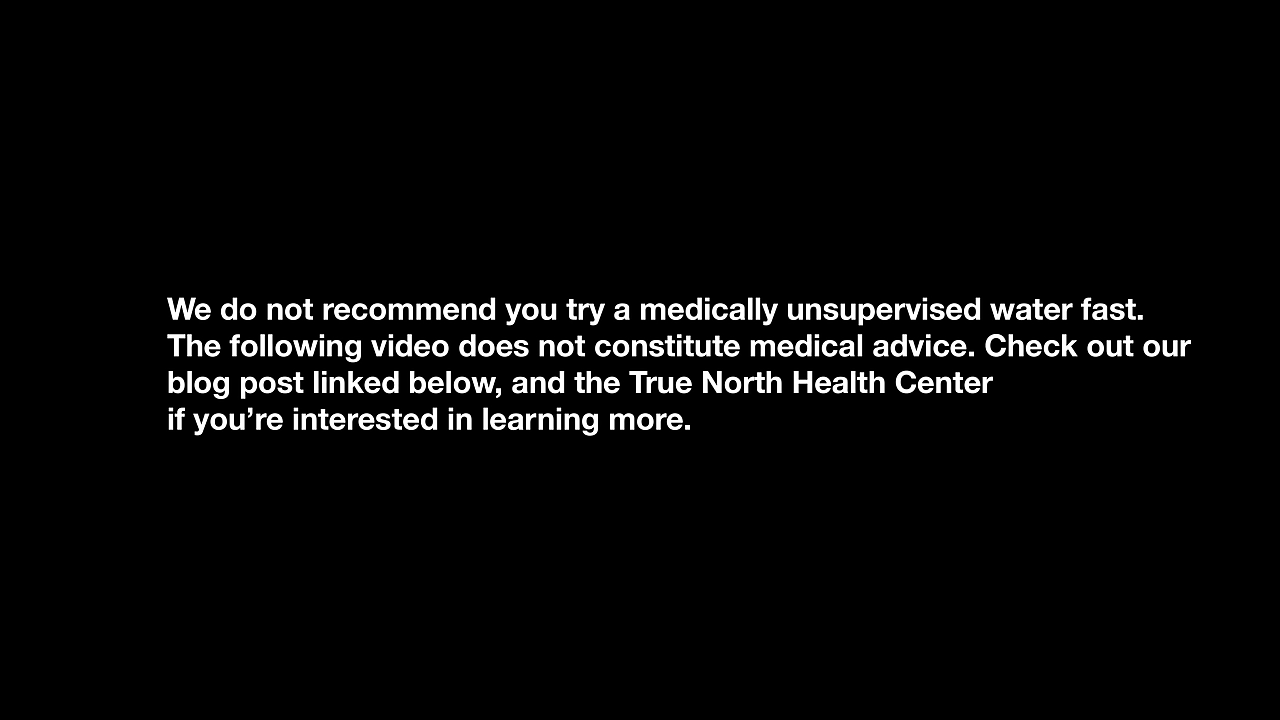 We do not recommend you try a medically unsupervised water fast.
The following video does not constitute medical advice. Check out our
blog post linked below, and the True North Health Center
if you’re interested in learning more.